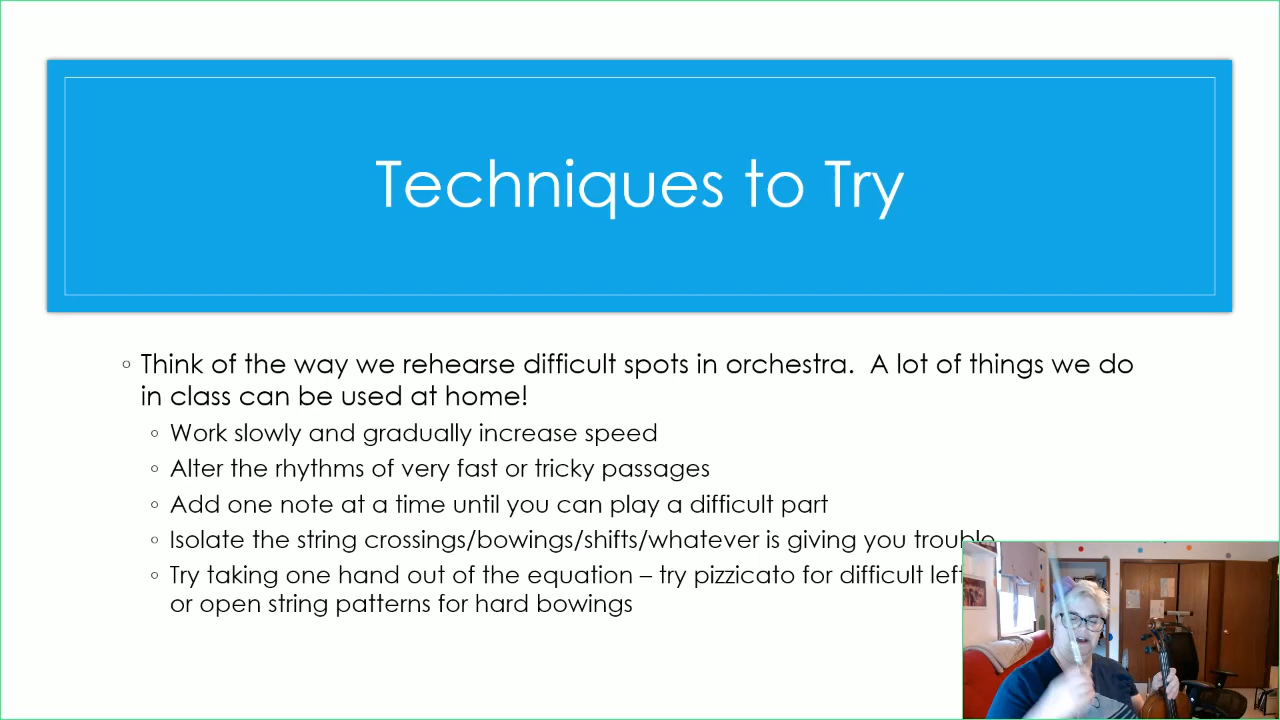 Techniques to Try
Think of the way we rehearse difficult spots in orchestra.  A lot of things we do
in class can be used at home!
Work slowly and gradually increase speed
Alter the rhythms of very fast or tricky passages
Add one note at a time until you can play a difficult part
Isolate the string crossings/bowings/shifts/whatever is giving you trouble
Try taking one hand out of the equation – try pizzicato for difficult left
or open string patterns for hard bowings